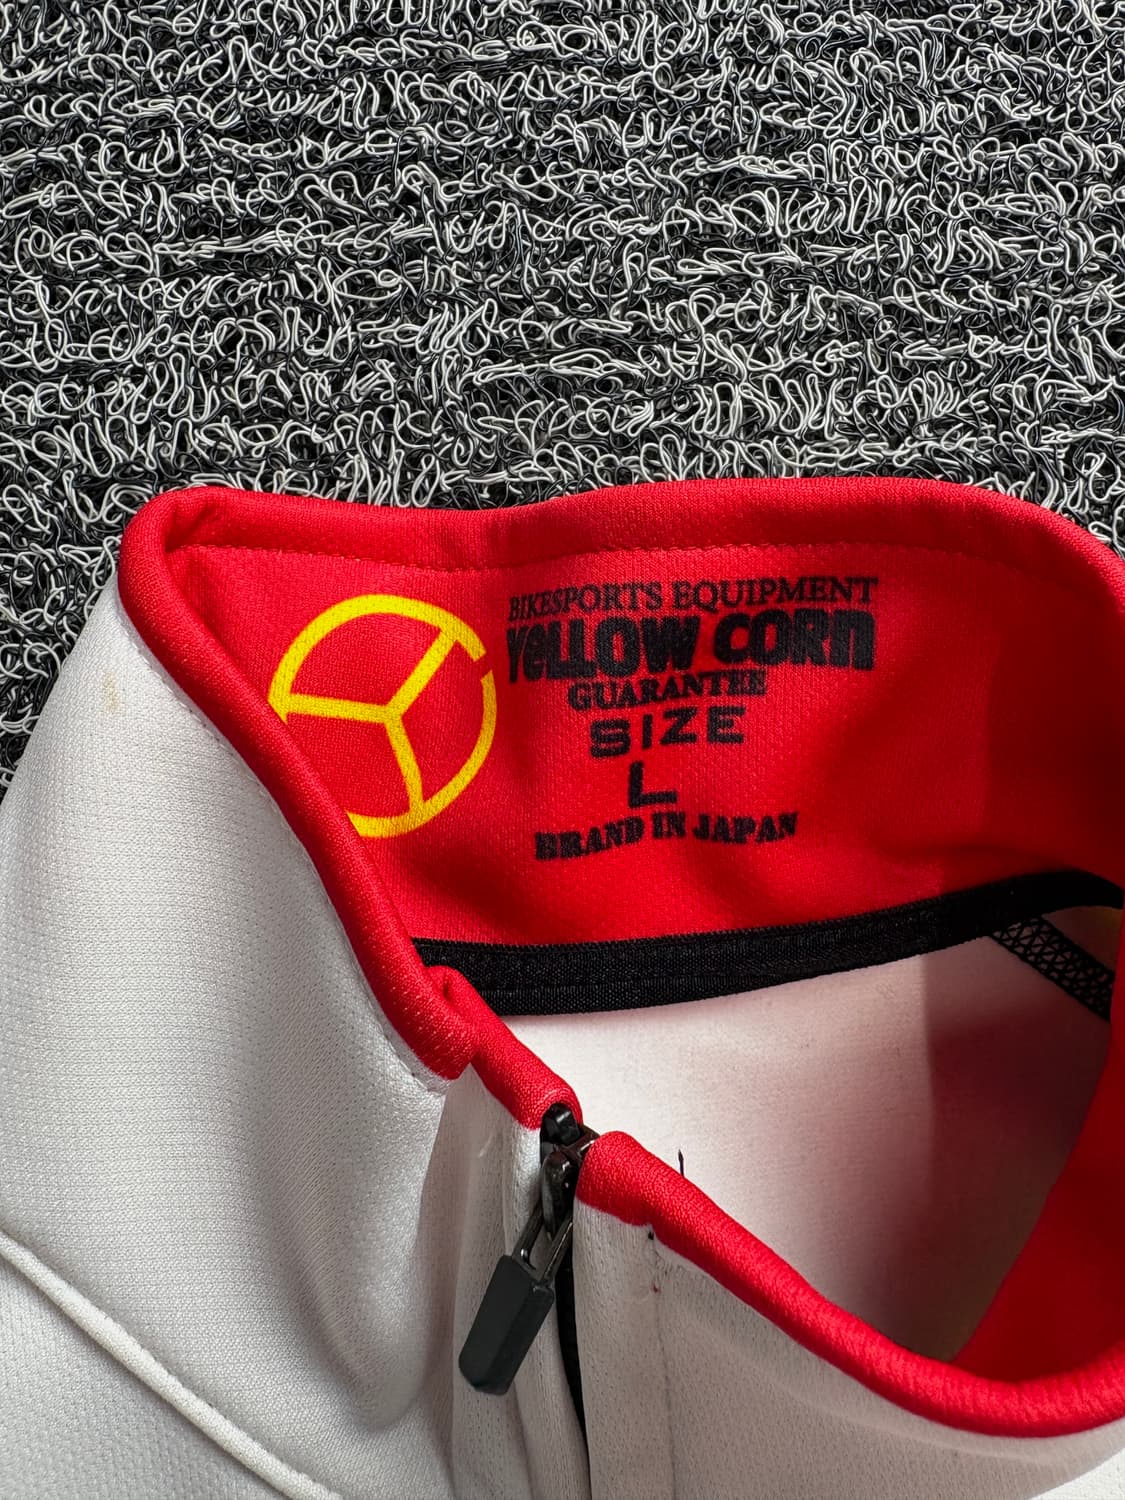 BIKESPORTS EQUIPMENT
YeLLOW CORn
GUARANTEE
SIZE
L
BRAND IN JAPAN